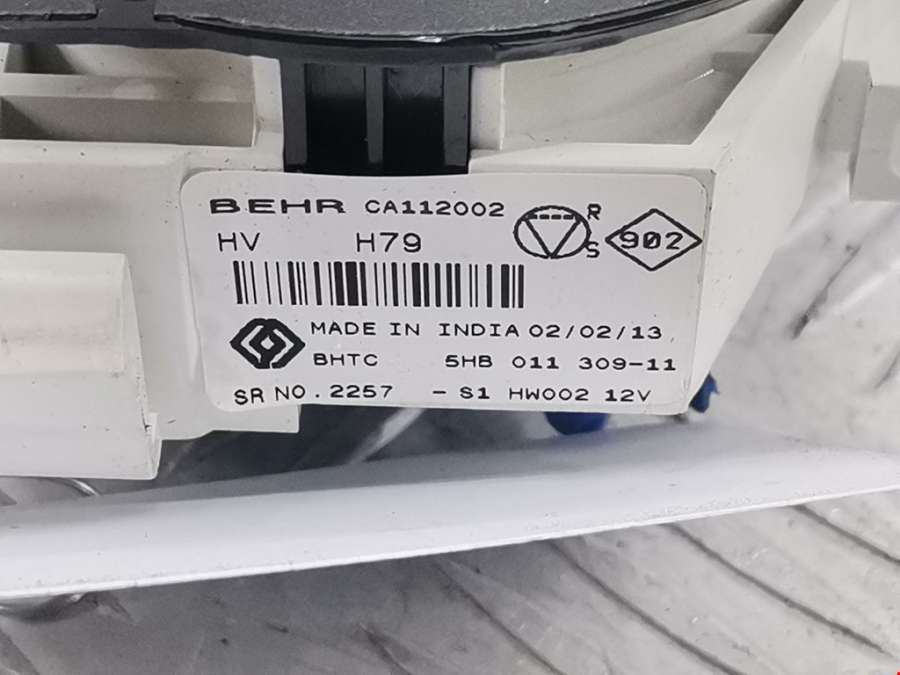 BEHR CA112002
R
S
902
HV H79
MADE IN INDIA 02/02/13
BHTC 5HB 011 309-11
SR NO. 2257 - S1 HW002 12V